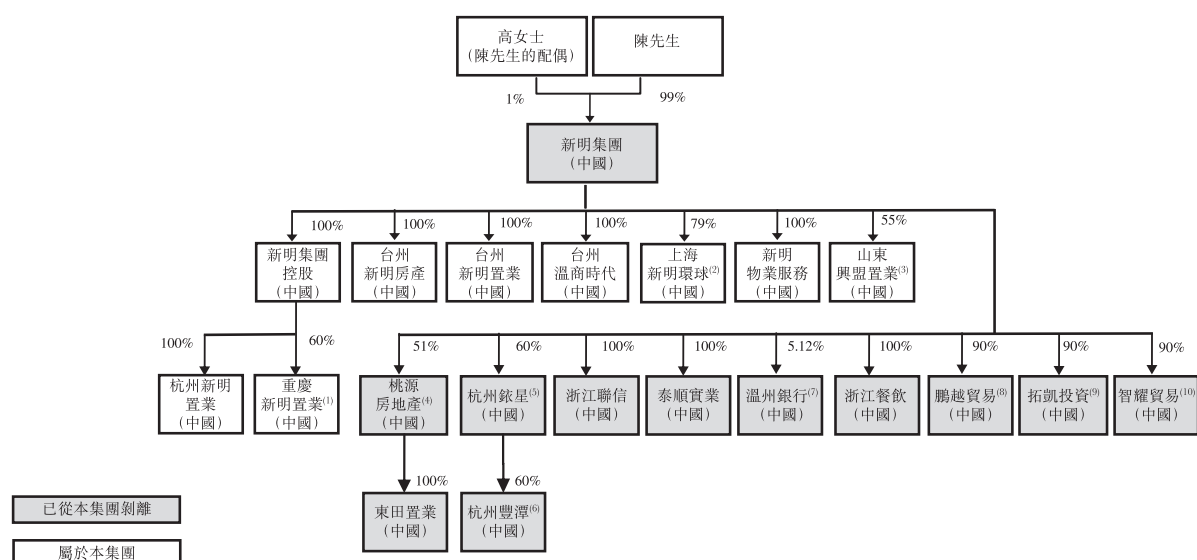 高女士
(陳先生的配偶)
陳先生
1%
99%
新明集團
(中國)
100%
100%
100%
100%
79%
100%
55%
新明集團
控股
(中國)
台州
新明房產
(中國)
台州
新明置業
(中國)
台州
溫商時代
(中國)
上海
新明環球(2)
(中國)
新明
物業服務
(中國)
山東
興盟置業(3)
(中國)
100%
60%
51%
60%
100%
100%
5.12%
100%
90%
90%
90%
杭州新明
置業
(中國)
重慶
新明置業(1)
(中國)
桃源
房地產(4)
(中國)
杭州銥星(5)
(中國)
浙江聯信
(中國)
泰順實業
(中國)
溫州銀行(7)
(中國)
浙江餐飲
(中國)
鵬越貿易(8)
(中國)
拓凱投資(9)
(中國)
智耀貿易(10)
(中國)
100%
60%
東田置業
(中國)
杭州豐潭(6)
(中國)
已從本集團剝離
屬於本集團